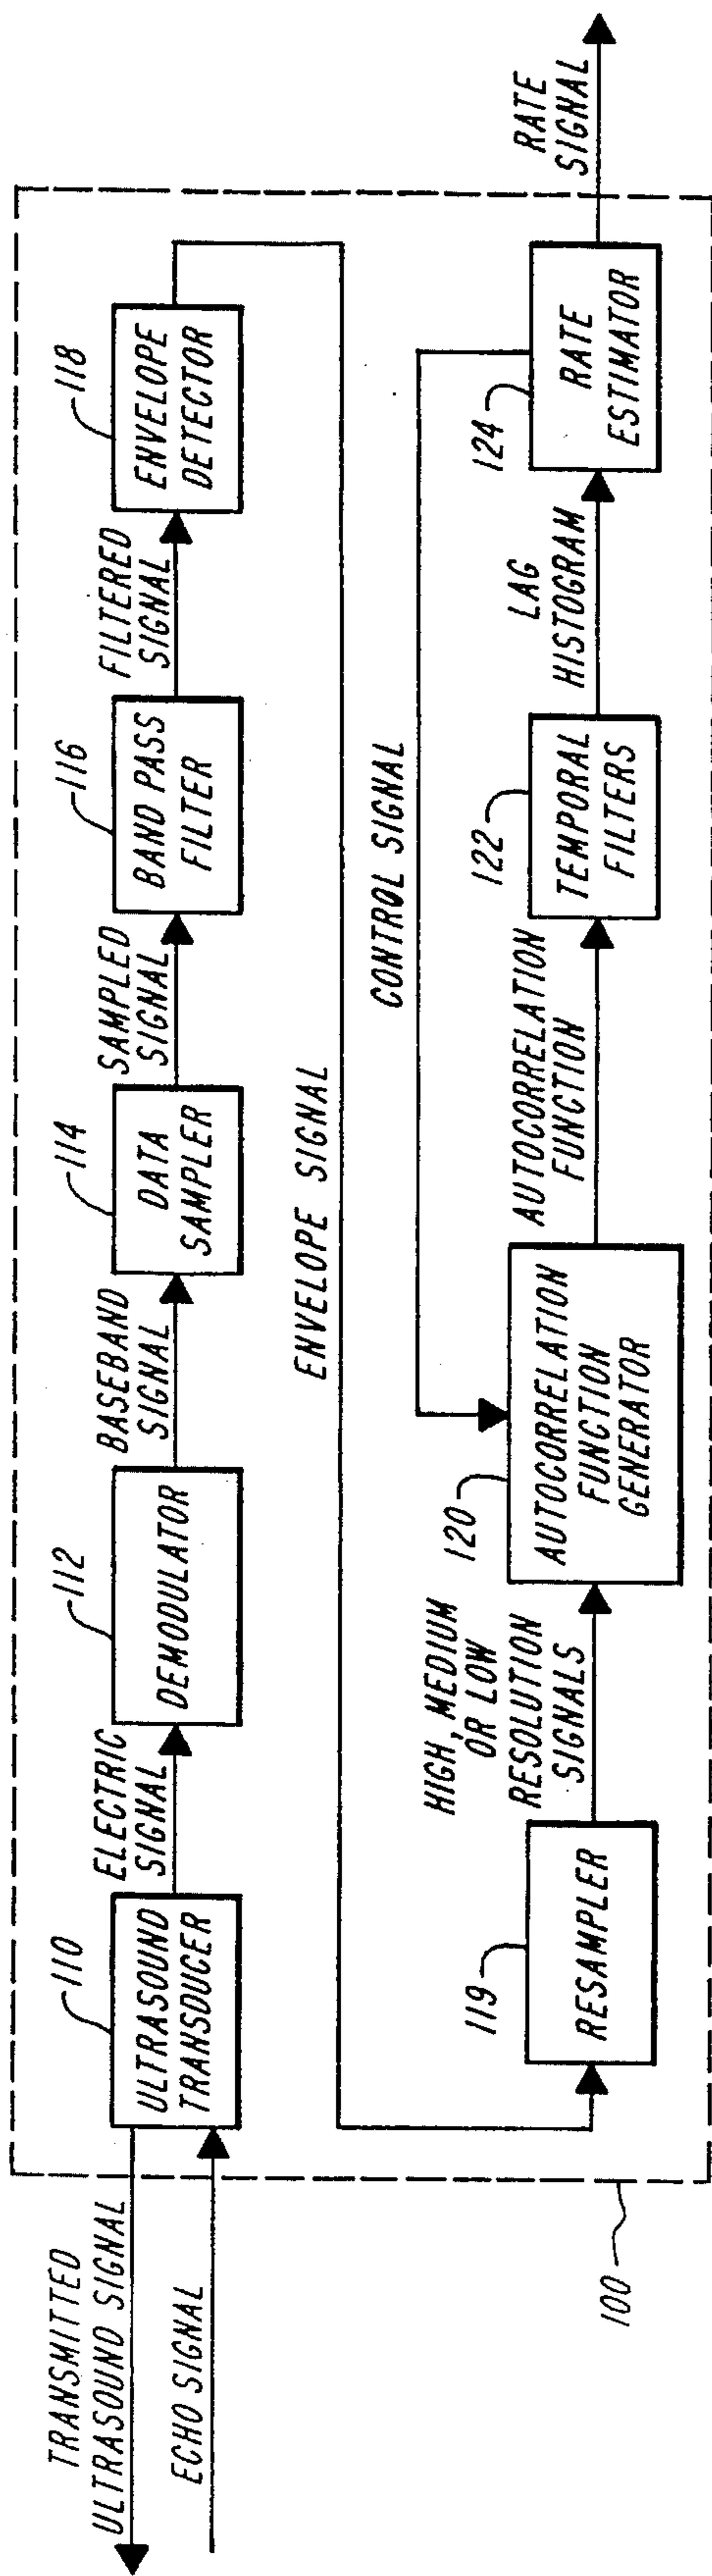 TRANSMITTED
ULTRASOUND SIGNAL
ECHO SIGNAL
100
110
ULTRASOUND
TRANSDUCER
ELECTRIC
SIGNAL
112
DEMODULATOR
BASEBAND
SIGNAL
114
DATA
SAMPLER
SAMPLED
SIGNAL
116
BAND PASS
FILTER
FILTERED
SIGNAL
118
ENVELOPE
DETECTOR
ENVELOPE SIGNAL
119
RESAMPLER
HIGH, MEDIUM
OR LOW
RESOLUTION
SIGNALS
120
AUTOCORRELATION
FUNCTION
GENERATOR
CONTROL SIGNAL
AUTOCORRELATION
FUNCTION
122
TEMPORAL
FILTERS
LAG
HISTOGRAM
124
RATE
ESTIMATOR
RATE
SIGNAL